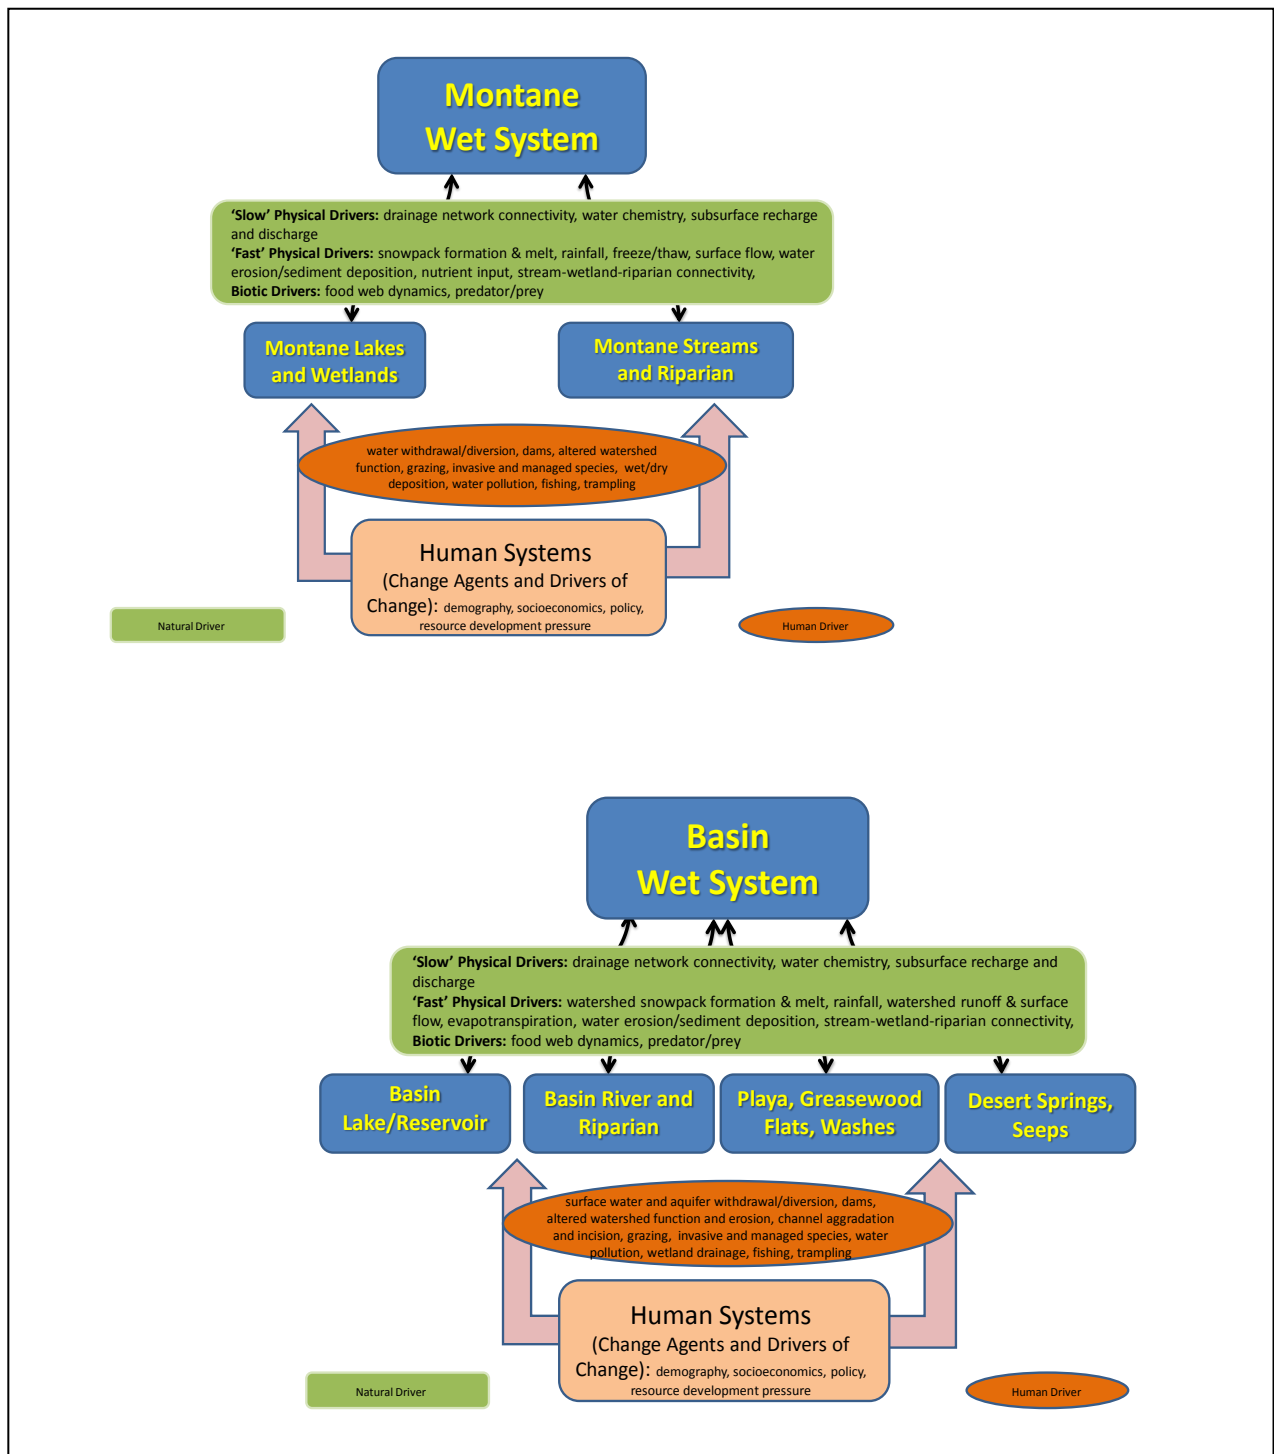 Montane
Wet System
‘Slow’ Physical Drivers: drainage network connectivity, water chemistry, subsurface recharge
and discharge
‘Fast’ Physical Drivers: snowpack formation & melt, rainfall, freeze/thaw, surface flow, water
erosion/sediment deposition, nutrient input, stream-wetland-riparian connectivity,
Biotic Drivers: food web dynamics, predator/prey
Montane Lakes
and Wetlands
Montane Streams
and Riparian
water withdrawal/diversion, dams, altered watershed
function, grazing, invasive and managed species, wet/dry
deposition, water pollution, fishing, trampling
Human Systems
(Change Agents and Drivers of
Change): demography, socioeconomics, policy,
resource development pressure
Natural Driver
Human Driver
Basin
Wet System
‘Slow’ Physical Drivers: drainage network connectivity, water chemistry, subsurface recharge and
discharge
‘Fast’ Physical Drivers: watershed snowpack formation & melt, rainfall, watershed runoff & surface
flow, evapotranspiration, water erosion/sediment deposition, stream-wetland-riparian connectivity,
Biotic Drivers: food web dynamics, predator/prey
Basin
Lake/Reservoir
Basin River and
Riparian
Playa, Greasewood
Flats, Washes
Desert Springs,
Seeps
surface water and aquifer withdrawal/diversion, dams,
altered watershed function and erosion, channel aggradation
and incision, grazing, invasive and managed species, water
pollution, wetland drainage, fishing, trampling
Human Systems
(Change Agents and Drivers of
Change): demography, socioeconomics, policy,
resource development pressure
Natural Driver
Human Driver